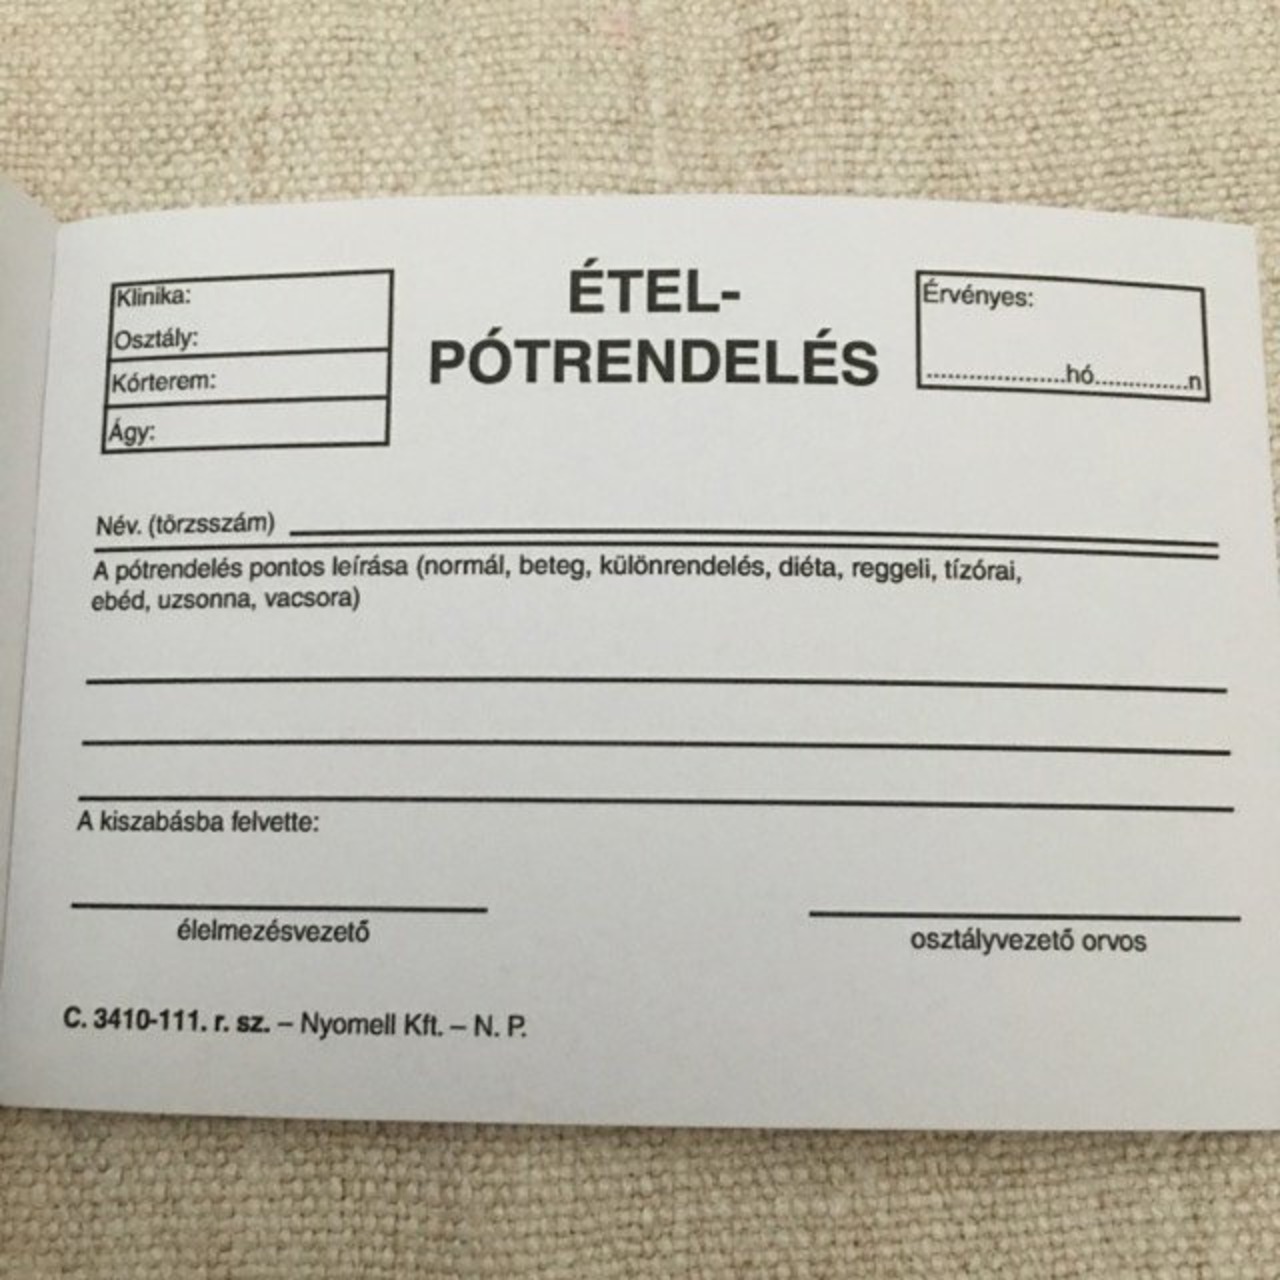 Klinika:
Osztály:
Kórterem:
Ágy:
ÉTEL-
PÓTRENDELÉS
Érvényes:
....................hó..............n
Név. (törzsszám)
A pótrendelés pontos leírása (normál, beteg, különrendelés, diéta, reggeli, tízórai,
ebéd, uzsonna, vacsora)
A kiszabásba felvette:
élelmezésvezető
osztályvezető orvos
C. 3410-111. r. sz. – Nyomell Kft. – N. P.